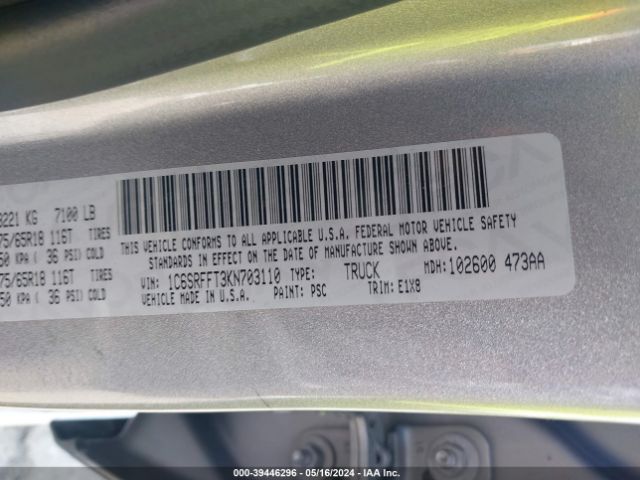 3221 KG 7100 LB
75/65R18 116T TIRES
50 KPA ( 36 PSI) COLD
75/65R18 116T TIRES
50 KPA ( 36 PSI) COLD
THIS VEHICLE CONFORMS TO ALL APPLICABLE U.S.A. FEDERAL MOTOR VEHICLE SAFETY
STANDARDS IN EFFECT ON THE DATE OF MANUFACTURE SHOWN ABOVE.
VIN: 1C6SRFFT3KN703110 TYPE: TRUCK MDH: 102600 473AA
VEHICLE MADE IN U.S.A. PAINT: PSC TRIM: E1X8
000-39446296 - 05/16/2024 - IAA Inc.